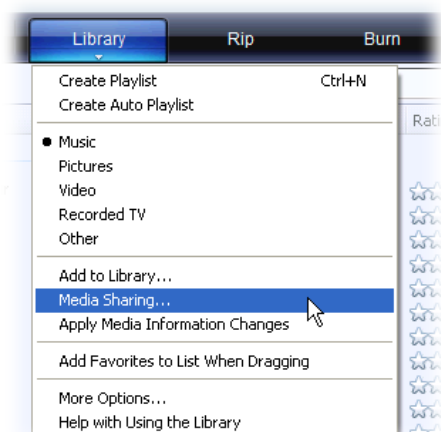 Library Rip Burn
Create Playlist Ctrl+N
Create Auto Playlist
Rati
Music
Pictures
Video
Recorded TV
Other
Add to Library...
Media Sharing...
Apply Media Information Changes
Add Favorites to List When Dragging
More Options...
Help with Using the Library